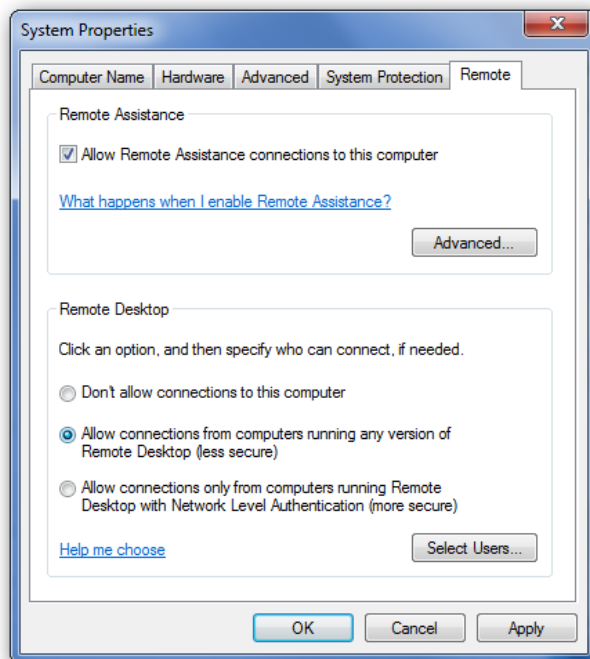 System Properties
Computer Name Hardware Advanced System Protection Remote
Remote Assistance
Allow Remote Assistance connections to this computer
What happens when I enable Remote Assistance?
Advanced...
Remote Desktop
Click an option, and then specify who can connect, if needed.
Don't allow connections to this computer
Allow connections from computers running any version of
Remote Desktop (less secure)
Allow connections only from computers running Remote
Desktop with Network Level Authentication (more secure)
Help me choose
Select Users...
OK Cancel Apply